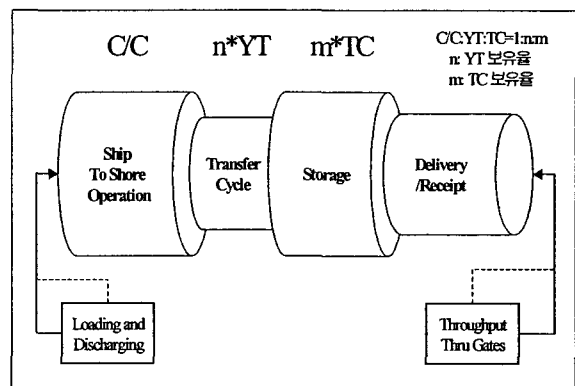 C/C n*YT m*TC
C/C:YT:TC=1:n:m
n: YT 보유율
m: TC 보유율
Ship
To Shore
Operation
Transfer
Cycle
Storage
Delivery
/Receipt
Loading and
Discharging
Throughput
Thru Gates